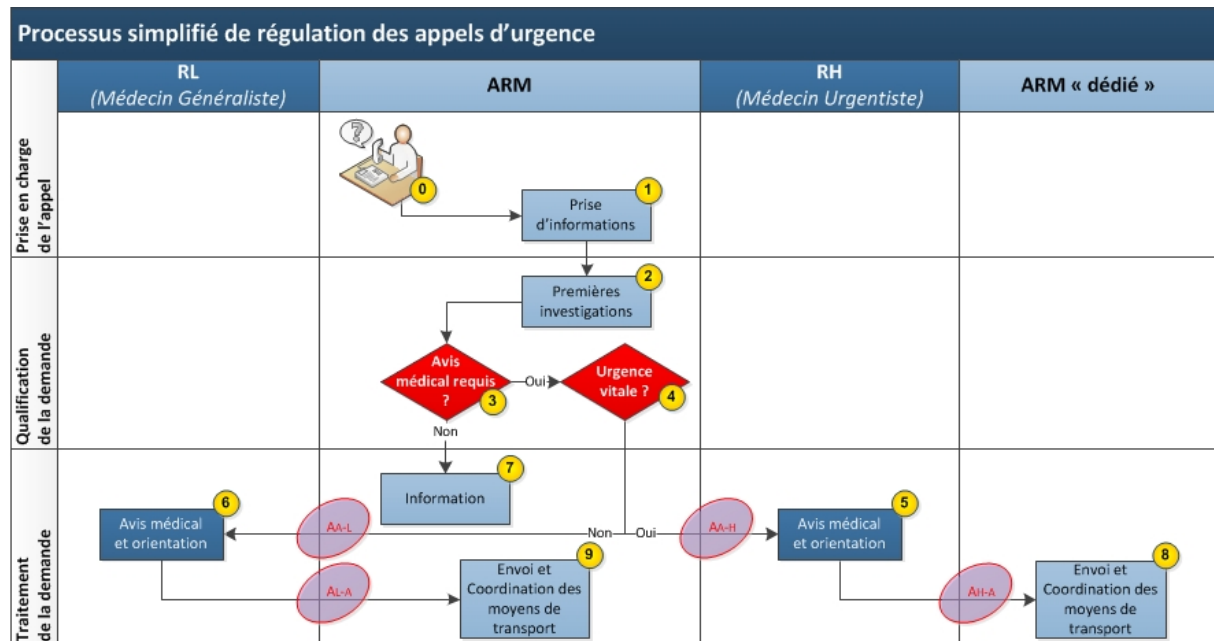 Processus simplifié de régulation des appels d’urgence
RL
(Médecin Généraliste)
ARM
RH
(Médecin Urgentiste)
ARM « dédié »
Prise en charge
de l’appel
?
0
1
Prise
d’informations
Qualification
de la demande
2
Premières
investigations
Avis
médical requis
?
3
Oui
Urgence
vitale ?
4
Non
Traitement
de la demande
7
Information
6
Avis médical
et orientation
AA-L
Non
Oui
AA-H
5
Avis médical
et orientation
AL-A
9
Envoi et
Coordination des
moyens de
transport
AH-A
8
Envoi et
Coordination des
moyens de
transport